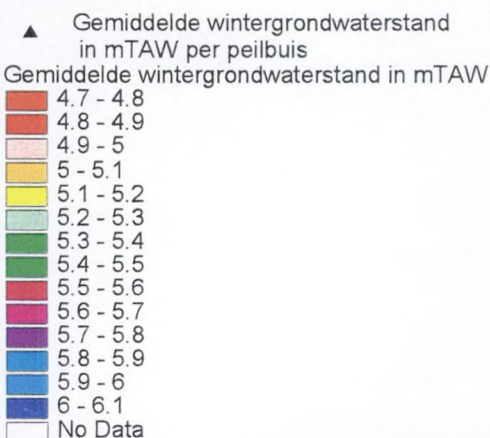 Gemiddelde wintergrondwaterstand
in mTAW per peilbuis
Gemiddelde wintergrondwaterstand in mTAW
4.7 - 4.8
4.8 - 4.9
4.9 - 5
5 - 5.1
5.1 - 5.2
5.2 - 5.3
5.3 - 5.4
5.4 - 5.5
5.5 - 5.6
5.6 - 5.7
5.7 - 5.8
5.8 - 5.9
5.9 - 6
6 - 6.1
No Data